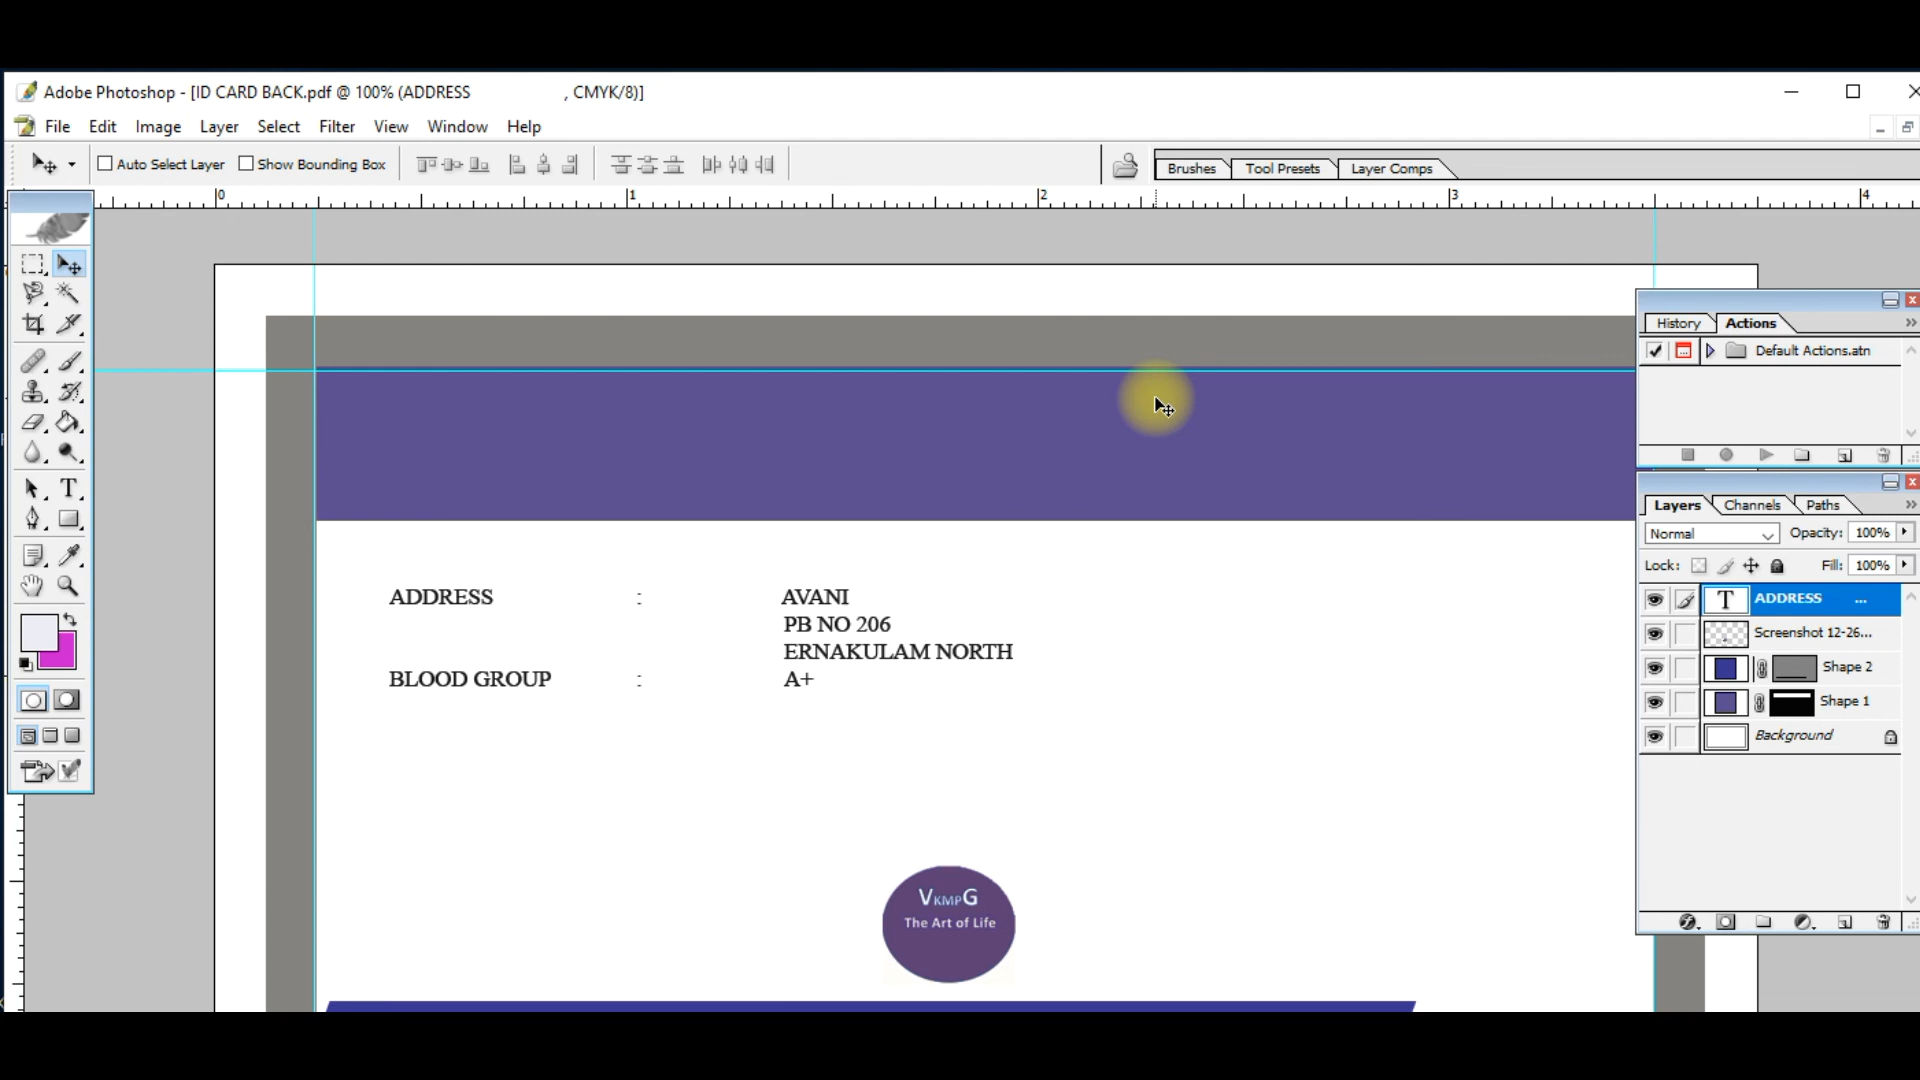 Adobe Photoshop - [ID CARD BACK.pdf @ 100% (ADDRESS , CMYK/8)]
File Edit Image Layer Select Filter View Window Help
Auto Select Layer Show Bounding Box Brushes Tool Presets Layer Comps
0 1 2 3 4
History Actions
Default Actions.atn
Layers Channels Paths
Normal Opacity: 100%
Lock: Fill: 100%
T ADDRESS ...
Screenshot 12-26...
Shape 2
Shape 1
Background
ADDRESS : AVANI
PB NO 206
ERNAKULAM NORTH
BLOOD GROUP : A+
VKMPG
The Art of Life